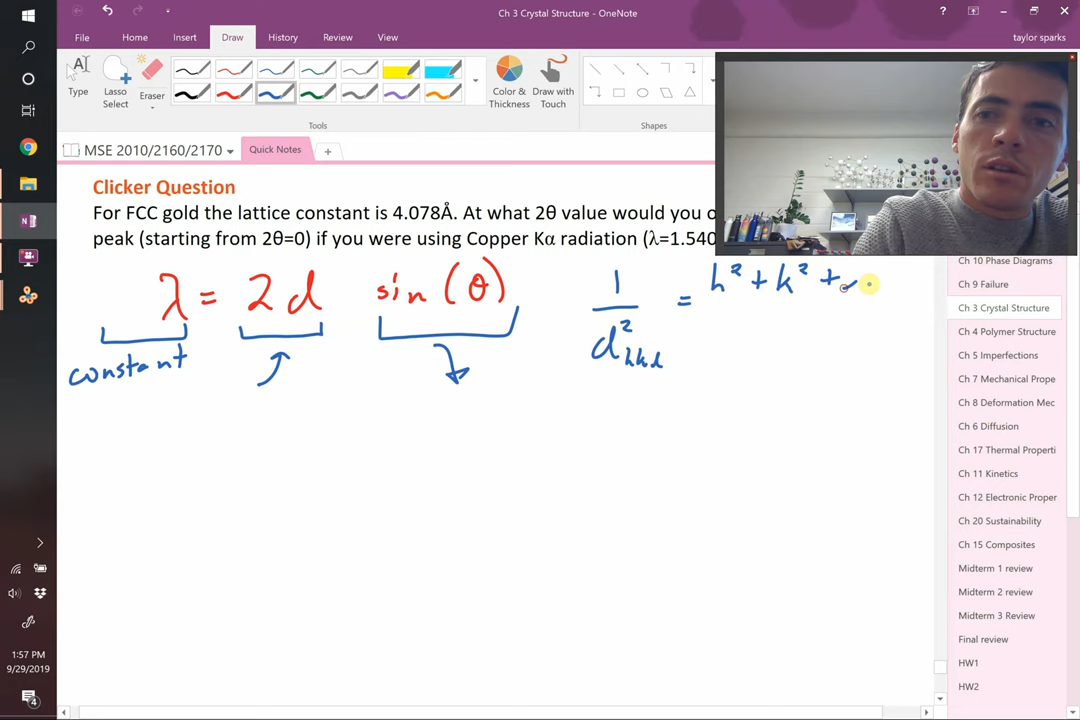 Ch 3 Crystal Structure - OneNote
?
File Home Insert Draw History Review View
taylor sparks
Type
Lasso Select
Eraser
Color & Thickness
Draw with Touch
Tools
Shapes
MSE 2010/2160/2170
Quick Notes
Clicker Question
For FCC gold the lattice constant is 4.078Å. At what 2θ value would you o
peak (starting from 2θ=0) if you were using Copper Kα radiation (λ=1.540
λ = 2 d sin (θ)
constant
1/d²hkl = h² + k² +
Ch 10 Phase Diagrams
Ch 9 Failure
Ch 3 Crystal Structure
Ch 4 Polymer Structure
Ch 5 Imperfections
Ch 7 Mechanical Prope
Ch 8 Deformation Mec
Ch 6 Diffusion
Ch 17 Thermal Properti
Ch 11 Kinetics
Ch 12 Electronic Proper
Ch 20 Sustainability
Ch 15 Composites
Midterm 1 review
Midterm 2 review
Midterm 3 Review
Final review
HW1
HW2
1:57 PM
9/29/2019
4